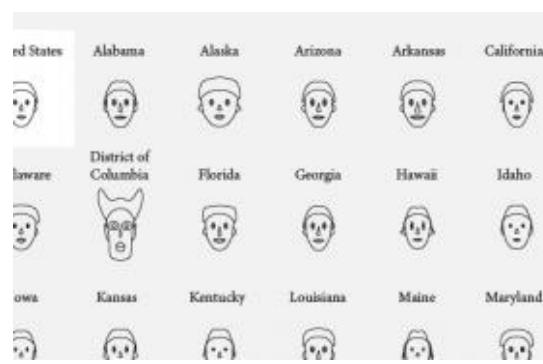 ed States Alabama Alaska Arizona Arkansas California
District of
laware Columbia Florida Georgia Hawaii Idaho
owa Kansas Kentucky Louisiana Maine Maryland